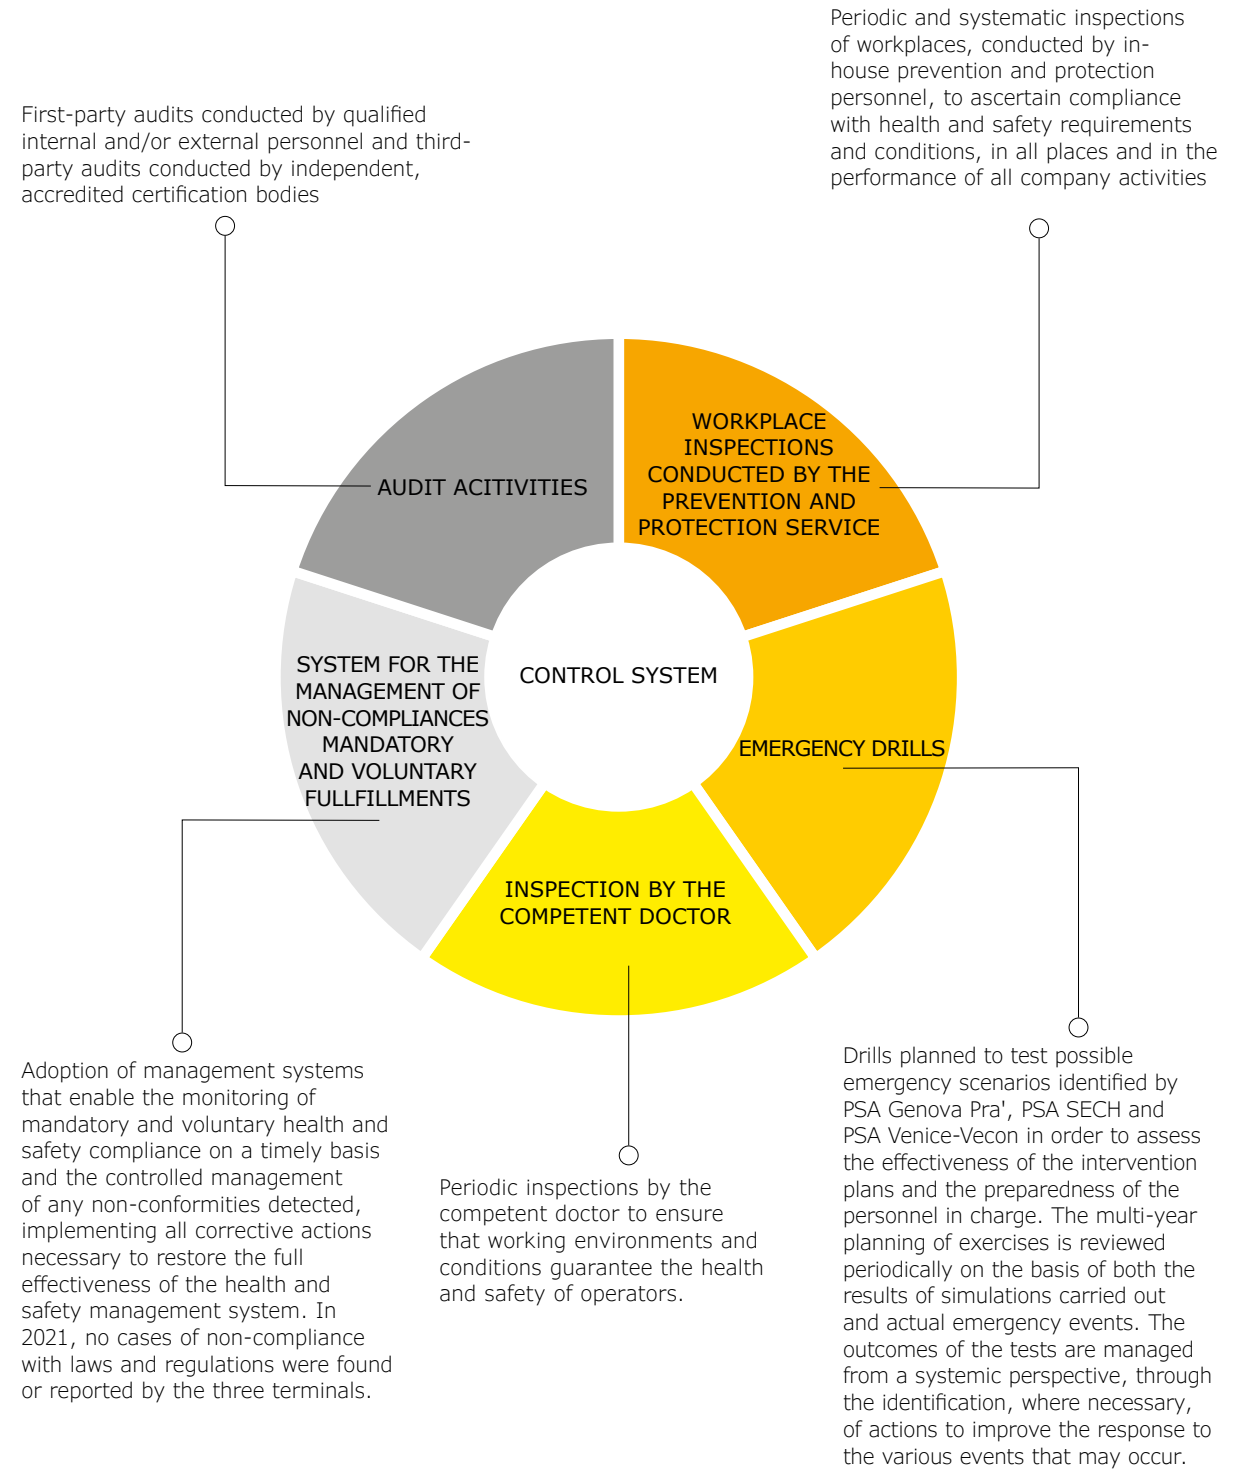 Periodic and systematic inspections
of workplaces, conducted by in-
house prevention and protection
personnel, to ascertain compliance
with health and safety requirements
and conditions, in all places and in the
performance of all company activities
First-party audits conducted by qualified
internal and/or external personnel and third-
party audits conducted by independent,
accredited certification bodies
WORKPLACE
INSPECTIONS
CONDUCTED BY THE
PREVENTION AND
PROTECTION SERVICE
AUDIT ACITIVITIES
SYSTEM FOR THE
MANAGEMENT OF
NON-COMPLIANCES
MANDATORY
AND VOLUNTARY
FULLFILLMENTS
CONTROL SYSTEM
EMERGENCY DRILLS
INSPECTION BY THE
COMPETENT DOCTOR
Adoption of management systems
that enable the monitoring of
mandatory and voluntary health and
safety compliance on a timely basis
and the controlled management
of any non-conformities detected,
implementing all corrective actions
necessary to restore the full
effectiveness of the health and
safety management system. In
2021, no cases of non-compliance
with laws and regulations were found
or reported by the three terminals.
Periodic inspections by the
competent doctor to ensure
that working environments and
conditions guarantee the health
and safety of operators.
Drills planned to test possible
emergency scenarios identified by
PSA Genova Pra', PSA SECH and
PSA Venice-Vecon in order to assess
the effectiveness of the intervention
plans and the preparedness of the
personnel in charge. The multi-year
planning of exercises is reviewed
periodically on the basis of both the
results of simulations carried out
and actual emergency events. The
outcomes of the tests are managed
from a systemic perspective, through
the identification, where necessary,
of actions to improve the response to
the various events that may occur.